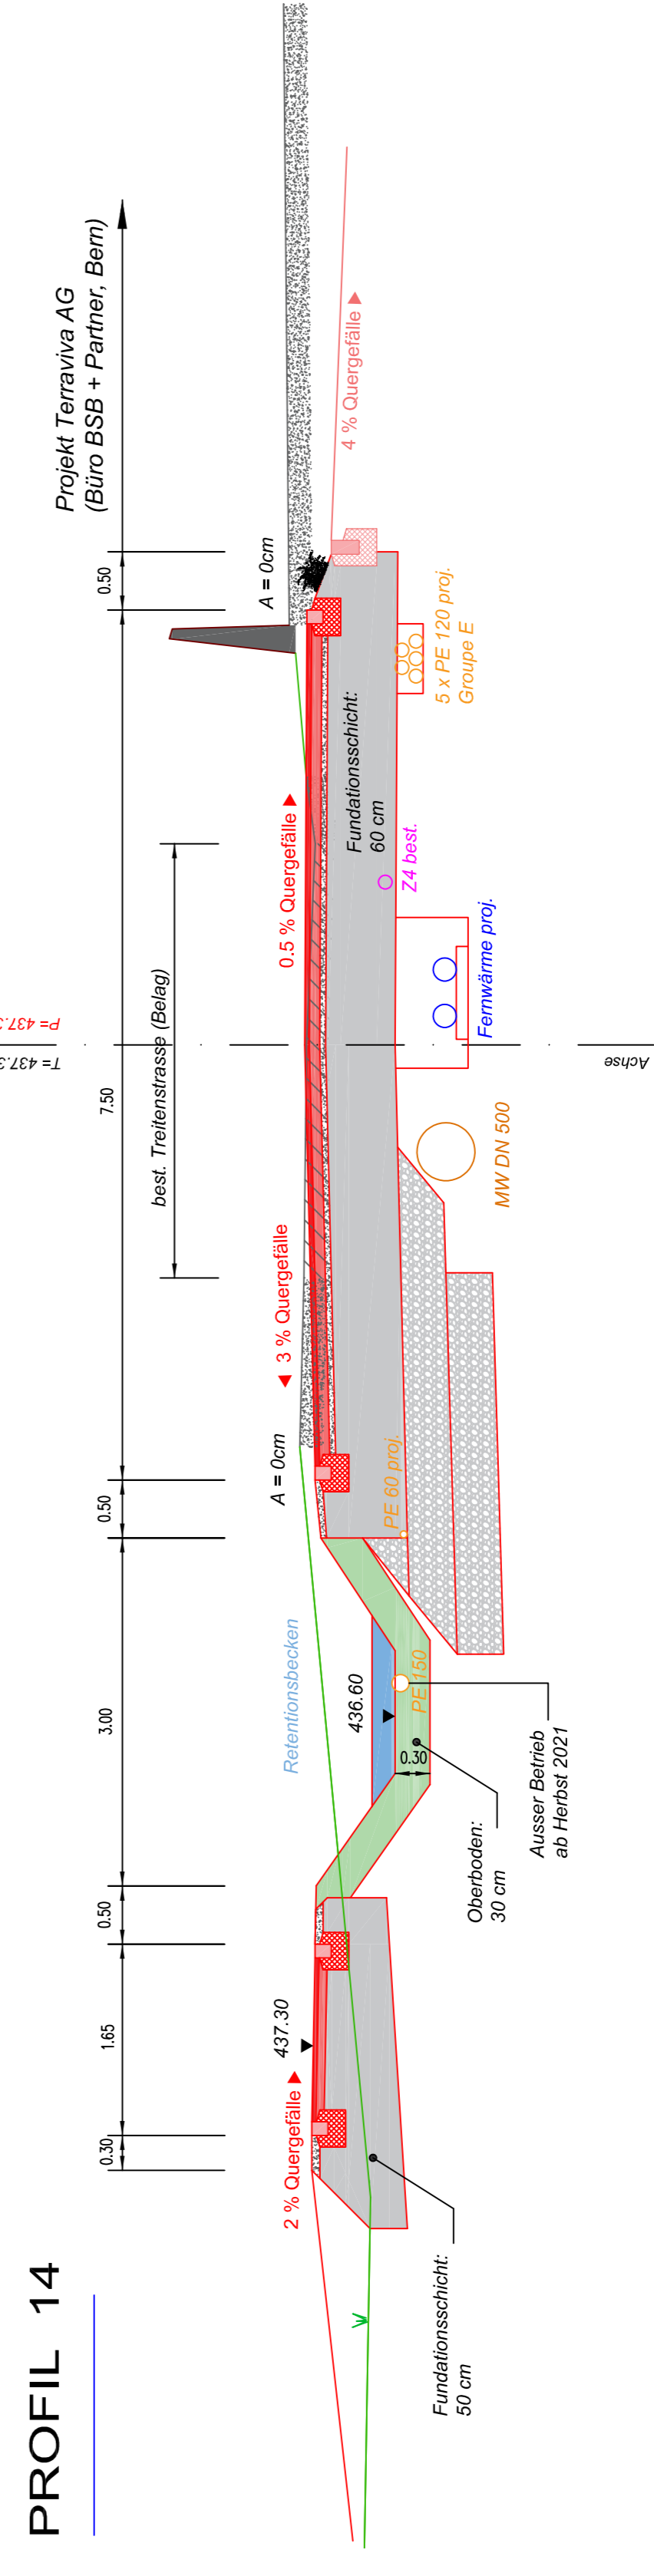 PROFIL 14
0.30
1.65
0.50
3.00
0.50
7.50
0.50
Projekt Terraviva AG
(Büro BSB + Partner, Bern)
best. Treitenstrasse (Belag)
2 % Quergefälle
437.30
Retentionsbecken
A = 0cm
3 % Quergefälle
0.5 % Quergefälle
A = 0cm
4 % Quergefälle
436.60
0.30
PE 150
PE 60 proj.
Fundationsschicht:
60 cm
Z4 best.
5 x PE 120 proj.
Groupe E
Fundationsschicht:
50 cm
Oberboden:
30 cm
Ausser Betrieb
ab Herbst 2021
MW DN 500
Fernwärme proj.
T= 437.3
P= 437.3
Achse